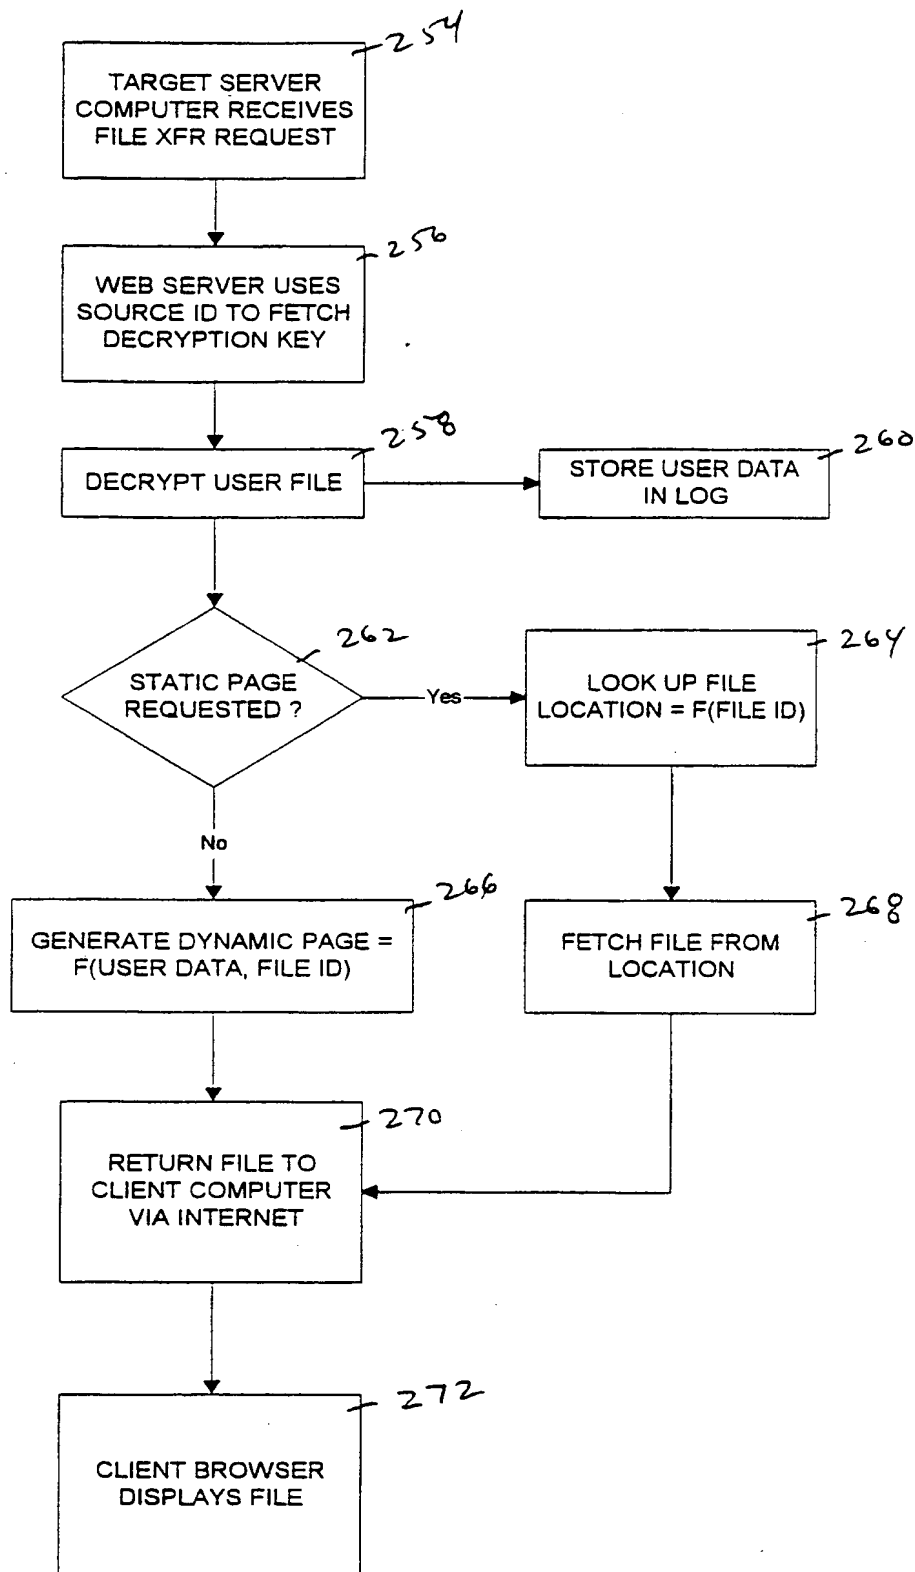 254
TARGET SERVER
COMPUTER RECEIVES
FILE XFR REQUEST
256
WEB SERVER USES
SOURCE ID TO FETCH
DECRYPTION KEY
258
DECRYPT USER FILE
260
STORE USER DATA
IN LOG
262
STATIC PAGE
REQUESTED ?
Yes
264
LOOK UP FILE
LOCATION = F(FILE ID)
No
266
GENERATE DYNAMIC PAGE =
F(USER DATA, FILE ID)
268
FETCH FILE FROM
LOCATION
270
RETURN FILE TO
CLIENT COMPUTER
VIA INTERNET
272
CLIENT BROWSER
DISPLAYS FILE